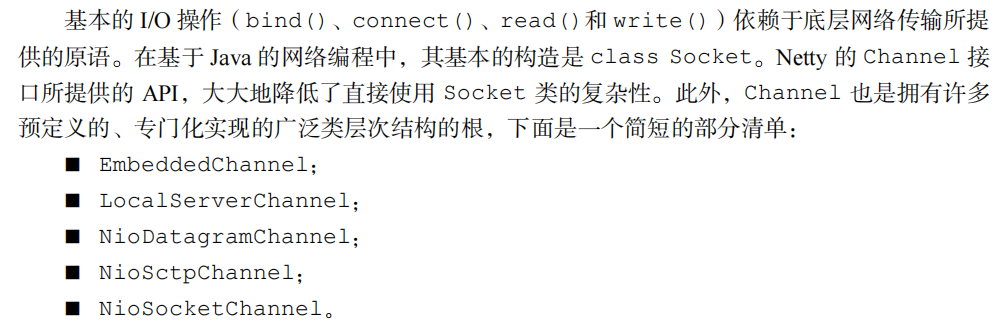 基本的 I/O 操作（bind()、connect()、read()和 write()）依赖于底层网络传输所提
供的原语。在基于 Java 的网络编程中，其基本的构造是 class Socket。Netty 的 Channel 接
口所提供的 API，大大地降低了直接使用 Socket 类的复杂性。此外，Channel 也是拥有许多
预定义的、专门化实现的广泛类层次结构的根，下面是一个简短的部分清单：
■ EmbeddedChannel；
■ LocalServerChannel；
■ NioDatagramChannel；
■ NioSctpChannel；
■ NioSocketChannel。